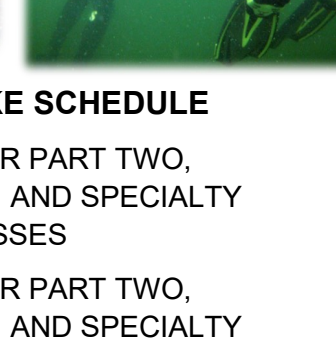 KE SCHEDULE
R PART TWO,
AND SPECIALTY
SSES
R PART TWO,
AND SPECIALTY